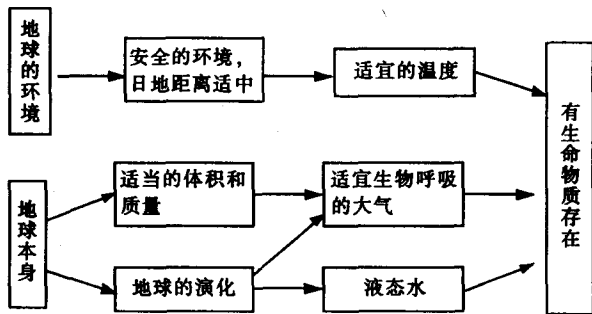 地球的环境
安全的环境，
日地距离适中
适宜的温度
有生命物质存在
地球本身
适当的体积和
质量
适宜生物呼吸
的大气
地球的演化
液态水